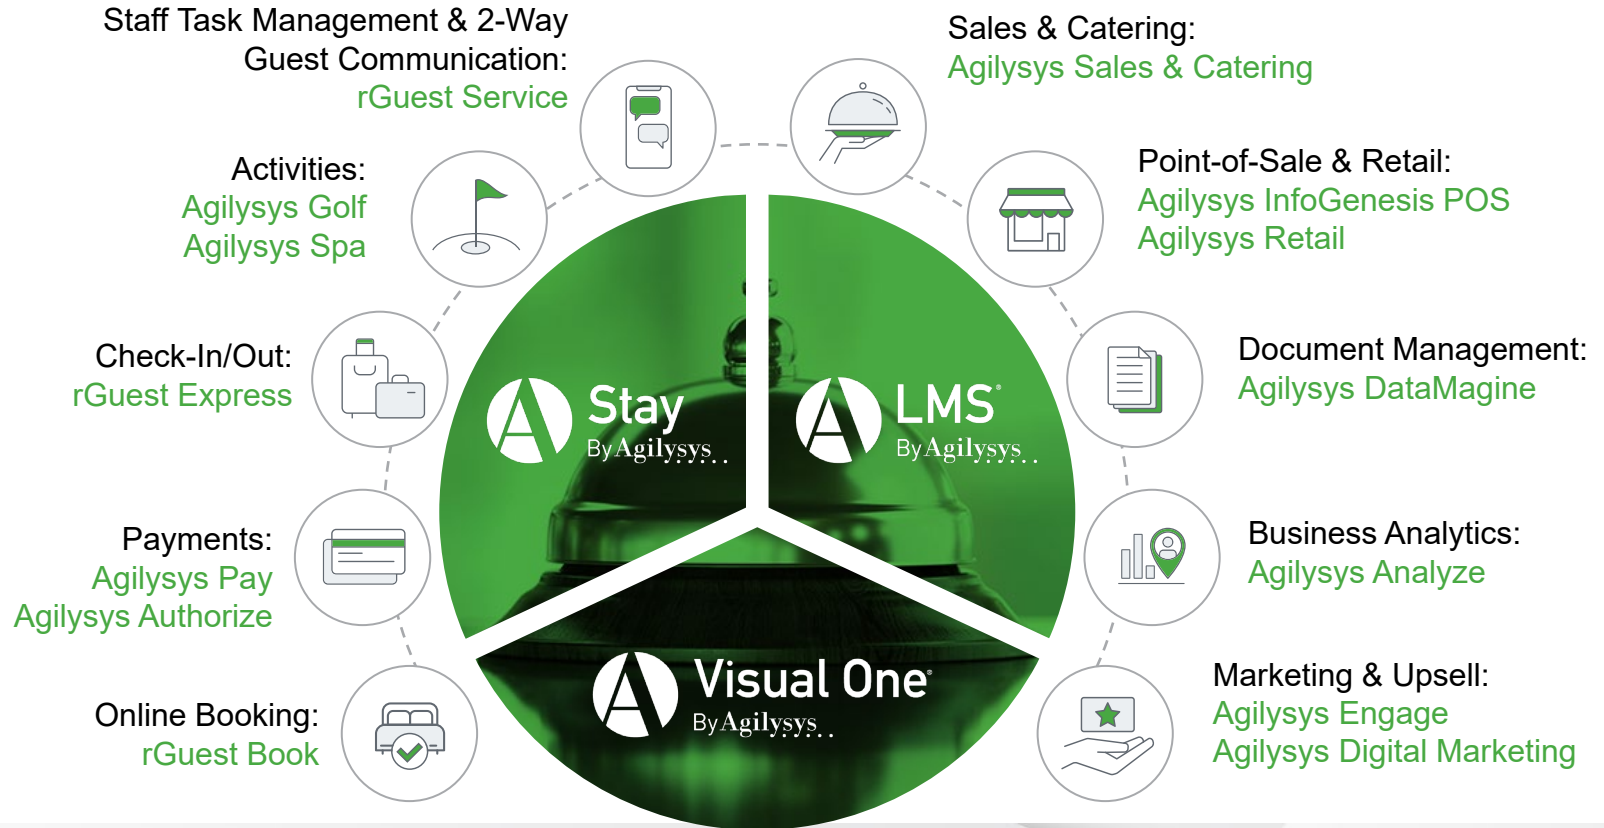 Staff Task Management & 2-Way
Guest Communication:
rGuest Service
Sales & Catering:
Agilysys Sales & Catering
Activities:
Agilysys Golf
Agilysys Spa
Point-of-Sale & Retail:
Agilysys InfoGenesis POS
Agilysys Retail
Check-In/Out:
rGuest Express
Document Management:
Agilysys DataMagine
Stay
By Agilysys
LMS®
By Agilysys
Payments:
Agilysys Pay
Agilysys Authorize
Business Analytics:
Agilysys Analyze
Visual One®
By Agilysys
Online Booking:
rGuest Book
Marketing & Upsell:
Agilysys Engage
Agilysys Digital Marketing